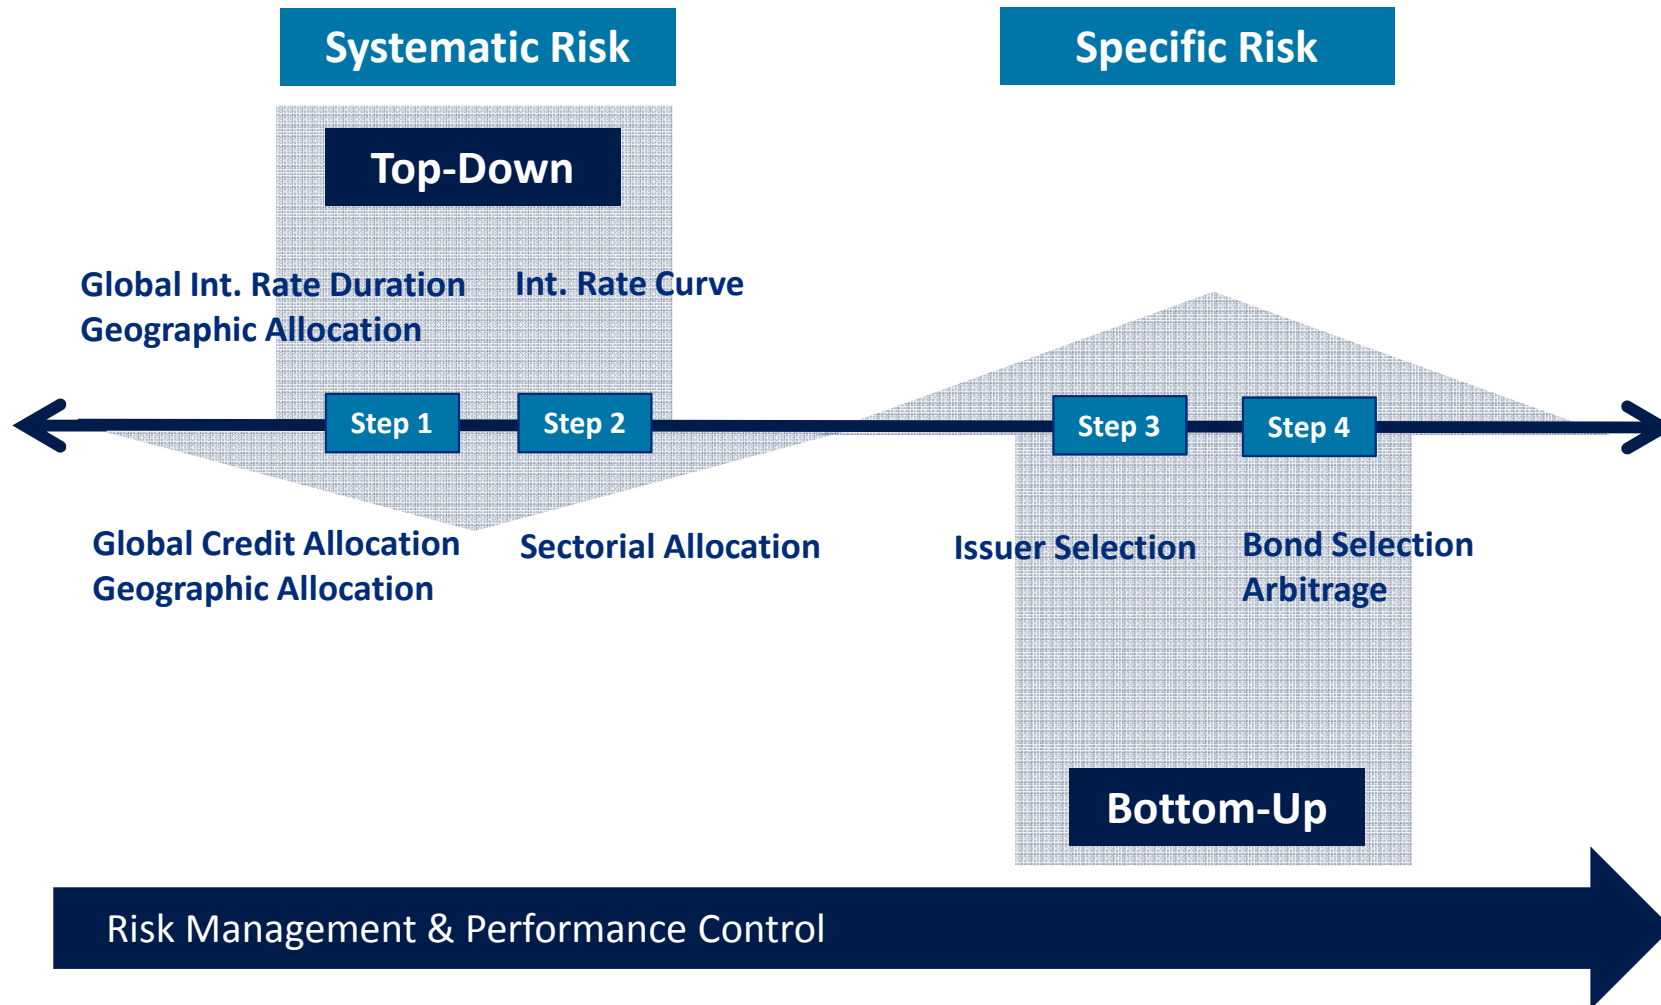 Systematic Risk
Specific Risk
Top-Down
Global Int. Rate Duration
Geographic Allocation
Int. Rate Curve
Step 1
Step 2
Step 3
Step 4
Global Credit Allocation
Geographic Allocation
Sectorial Allocation
Issuer Selection
Bond Selection
Arbitrage
Bottom-Up
Risk Management & Performance Control